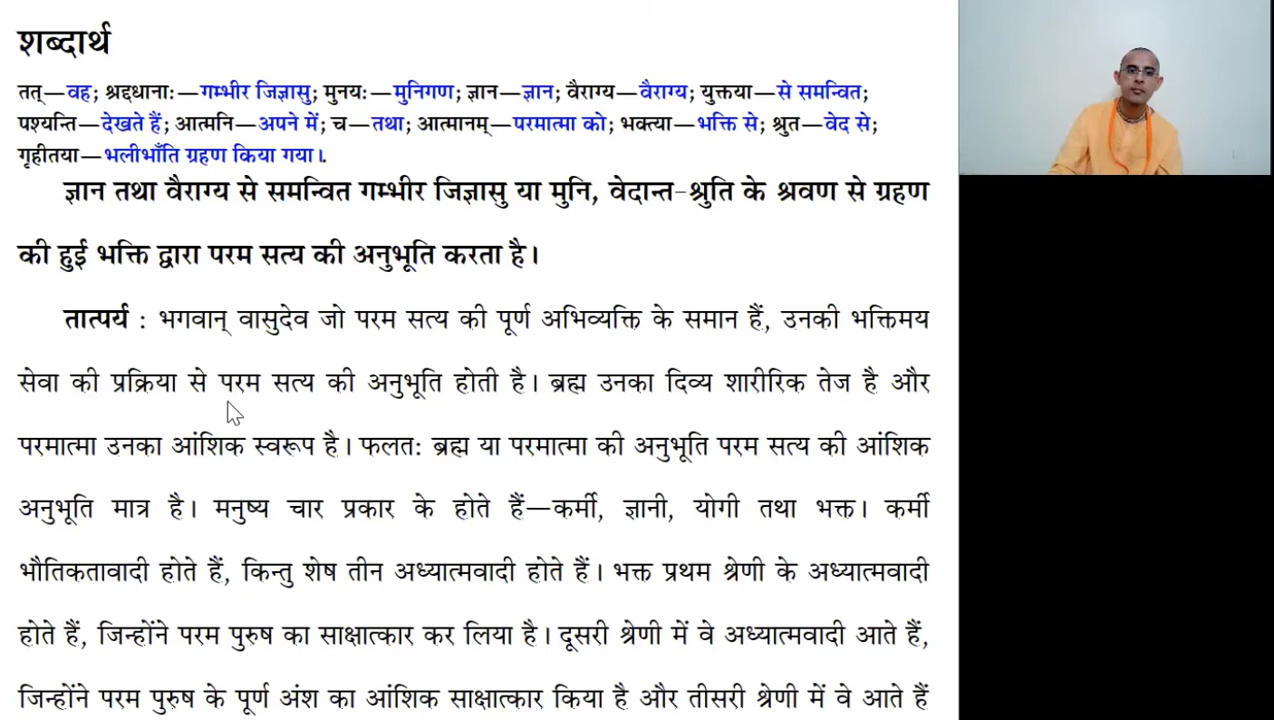 शब्दार्थ
तत्—वह; श्रद्दधानाः—गम्भीर जिज्ञासु; मुनयः—मुनिगण; ज्ञान—ज्ञान; वैराग्य—वैराग्य; युक्तया—से समन्वित;
पश्यन्ति—देखते हैं; आत्मनि—अपने में; च—तथा; आत्मानम्—परमात्मा को; भक्त्या—भक्ति से; श्रुत—वेद से;
गृहीतया—भलीभाँति ग्रहण किया गया।.
ज्ञान तथा वैराग्य से समन्वित गम्भीर जिज्ञासु या मुनि, वेदान्त-श्रुति के श्रवण से ग्रहण
की हुई भक्ति द्वारा परम सत्य की अनुभूति करता है।
तात्पर्य : भगवान् वासुदेव जो परम सत्य की पूर्ण अभिव्यक्ति के समान हैं, उनकी भक्तिमय
सेवा की प्रक्रिया से परम सत्य की अनुभूति होती है। ब्रह्म उनका दिव्य शारीरिक तेज है और
परमात्मा उनका आंशिक स्वरूप है। फलतः ब्रह्म या परमात्मा की अनुभूति परम सत्य की आंशिक
अनुभूति मात्र है। मनुष्य चार प्रकार के होते हैं—कर्मी, ज्ञानी, योगी तथा भक्त। कर्मी
भौतिकतावादी होते हैं, किन्तु शेष तीन अध्यात्मवादी होते हैं। भक्त प्रथम श्रेणी के अध्यात्मवादी
होते हैं, जिन्होंने परम पुरुष का साक्षात्कार कर लिया है। दूसरी श्रेणी में वे अध्यात्मवादी आते हैं,
जिन्होंने परम पुरुष के पूर्ण अंश का आंशिक साक्षात्कार किया है और तीसरी श्रेणी में वे आते हैं